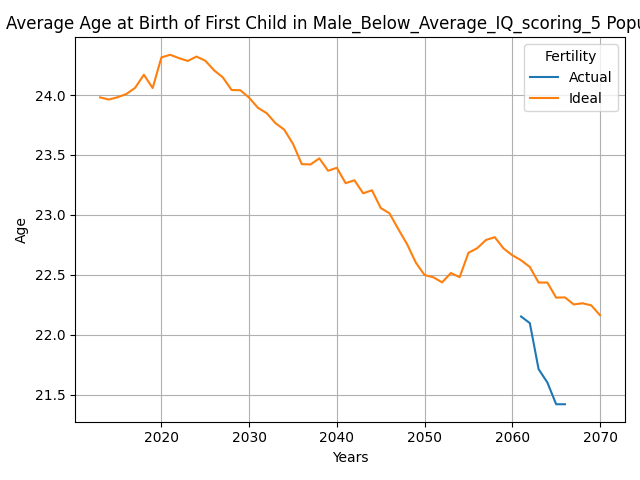 Average Age at Birth of First Child in Male_Below_Average_IQ_scoring_5
Fertility
Actual
Ideal
24.0
23.5
23.0
22.5
22.0
21.5
Age
2020 2030 2040 2050 2060 2070
Years